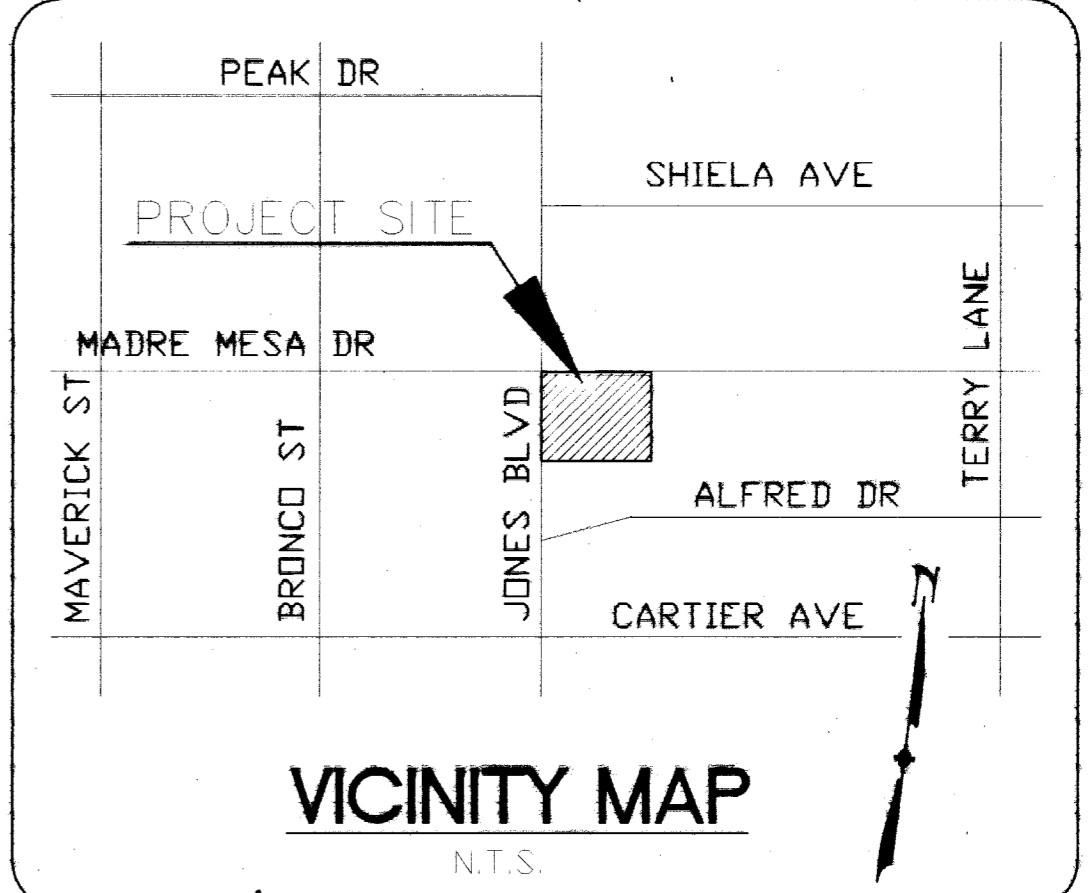 PEAK DR
SHIELA AVE
PROJECT SITE
MADRE MESA DR
TERRY LANE
MAVERICK ST
BRONCO ST
JONES BLVD
ALFRED DR
CARTIER AVE
N
VICINITY MAP
N.T.S.